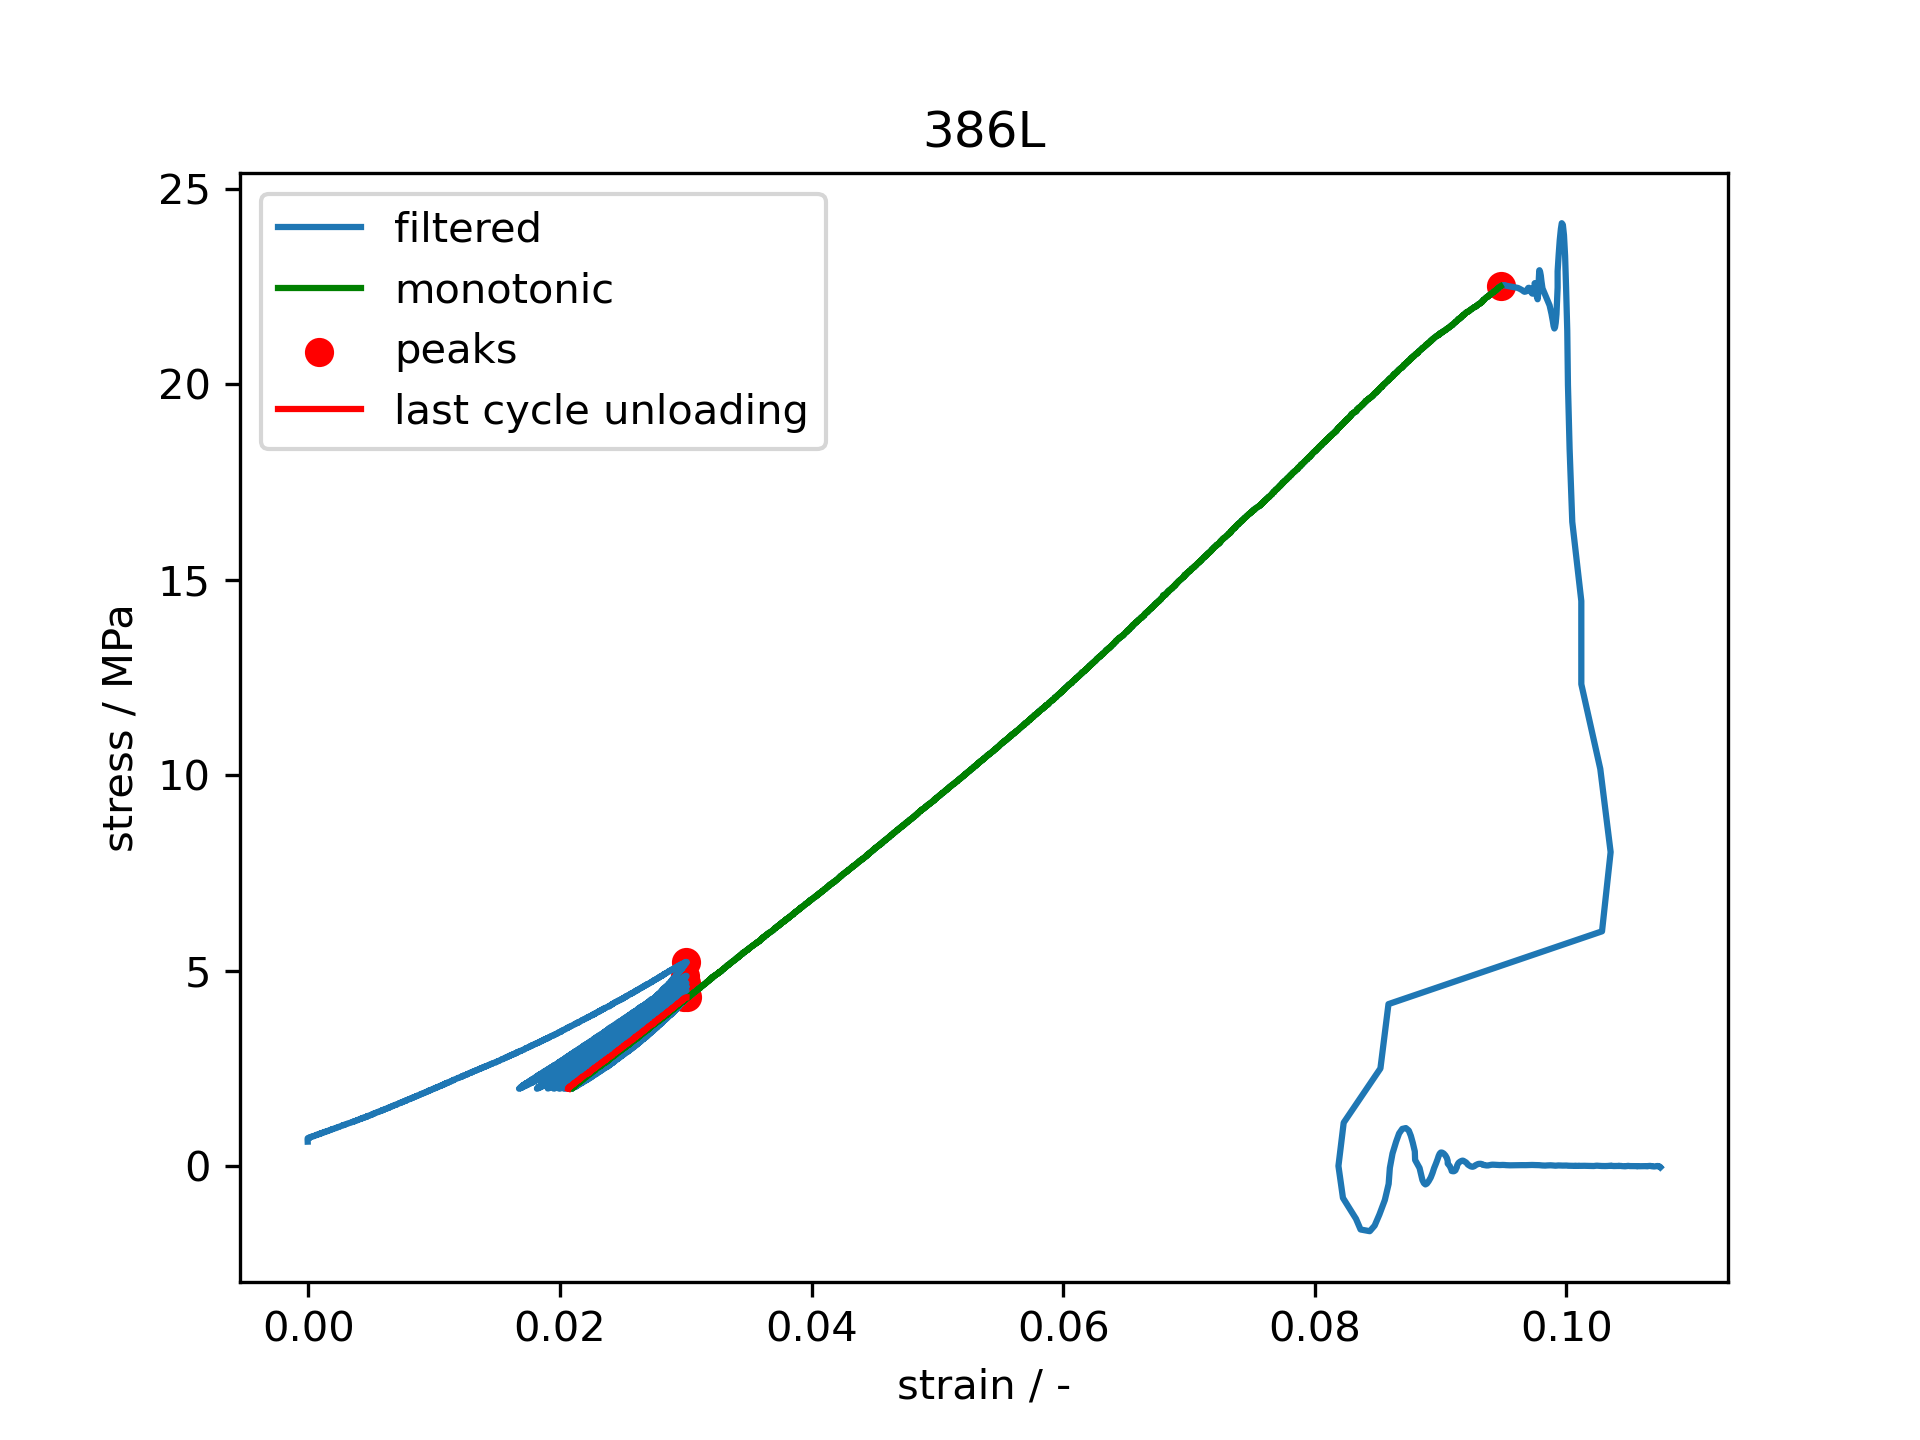 386L
25
20
15
10
5
0
stress / MPa
filtered
monotonic
peaks
last cycle unloading
0.00 0.02 0.04 0.06 0.08 0.10
strain / -